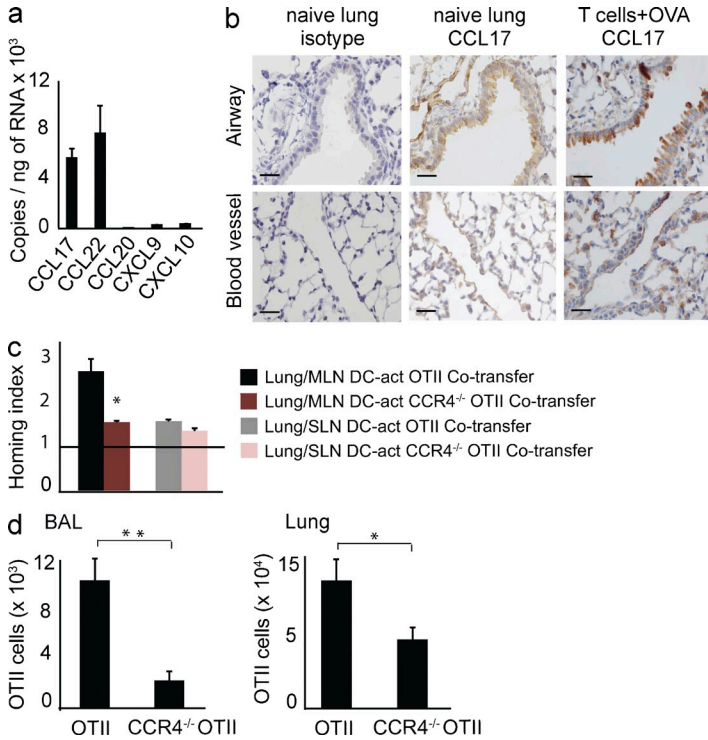 a
Copies / ng of RNA x 10³
12
8
4
0
CCL17
CCL22
CCL20
CXCL9
CXCL10
b
naive lung
isotype
naive lung
CCL17
T cells+OVA
CCL17
Airway
Blood vessel
c
Homing index
3
2
1
0
*
Lung/MLN DC-act OTII Co-transfer
Lung/MLN DC-act CCR4⁻/⁻ OTII Co-transfer
Lung/SLN DC-act OTII Co-transfer
Lung/SLN DC-act CCR4⁻/⁻ OTII Co-transfer
d
BAL
OTII cells (x 10³)
12
8
4
0
* *
OTII
CCR4⁻/⁻ OTII
Lung
OTII cells (x 10⁴)
15
5
0
*
OTII
CCR4⁻/⁻ OTII